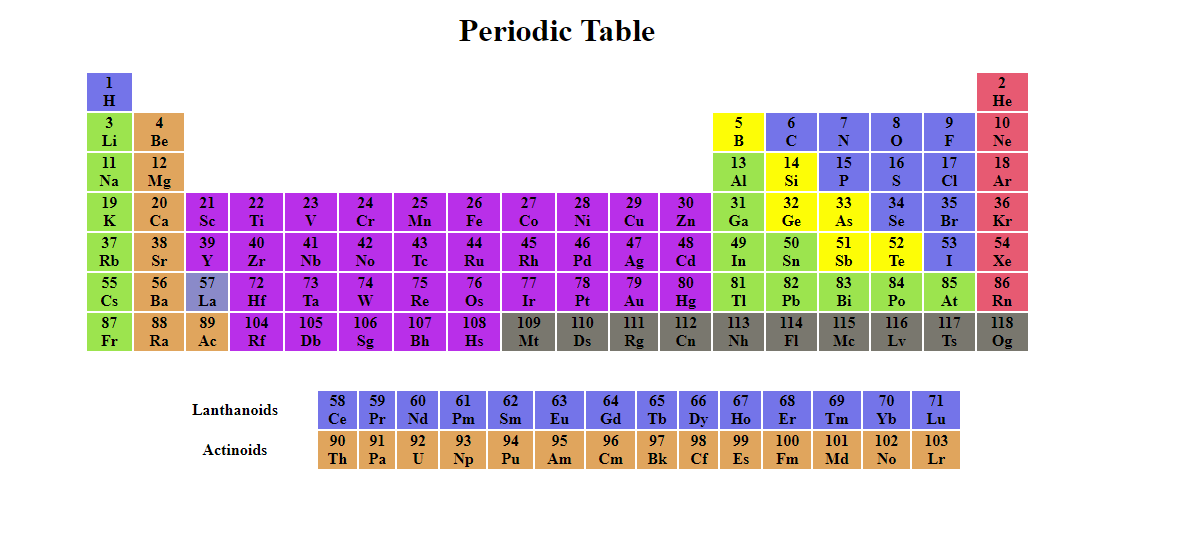 Periodic Table
1 2
H He
3 4 5 6 7 8 9 10
Li Be B C N O F Ne
11 12 13 14 15 16 17 18
Na Mg Al Si P S Cl Ar
19 20 21 22 23 24 25 26 27 28 29 30 31 32 33 34 35 36
K Ca Sc Ti V Cr Mn Fe Co Ni Cu Zn Ga Ge As Se Br Kr
37 38 39 40 41 42 43 44 45 46 47 48 49 50 51 52 53 54
Rb Sr Y Zr Nb No Tc Ru Rh Pd Ag Cd In Sn Sb Te I Xe
55 56 57 72 73 74 75 76 77 78 79 80 81 82 83 84 85 86
Cs Ba La Hf Ta W Re Os Ir Pt Au Hg Tl Pb Bi Po At Rn
87 88 89 104 105 106 107 108 109 110 111 112 113 114 115 116 117 118
Fr Ra Ac Rf Db Sg Bh Hs Mt Ds Rg Cn Nh Fl Mc Lv Ts Og
58 59 60 61 62 63 64 65 66 67 68 69 70 71
Lanthanoids Ce Pr Nd Pm Sm Eu Gd Tb Dy Ho Er Tm Yb Lu
90 91 92 93 94 95 96 97 98 99 100 101 102 103
Actinoids Th Pa U Np Pu Am Cm Bk Cf Es Fm Md No Lr